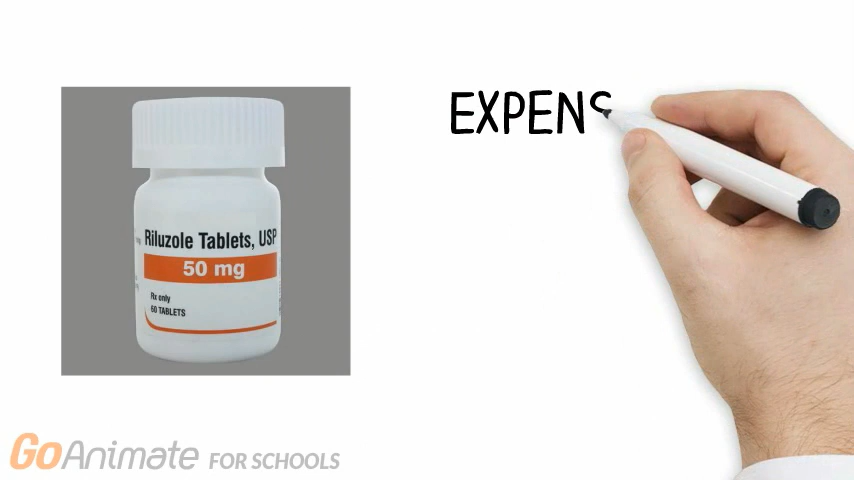 EXPENS
Riluzole Tablets, USP
50 mg
Rx only
60 TABLETS
GoAnimate FOR SCHOOLS